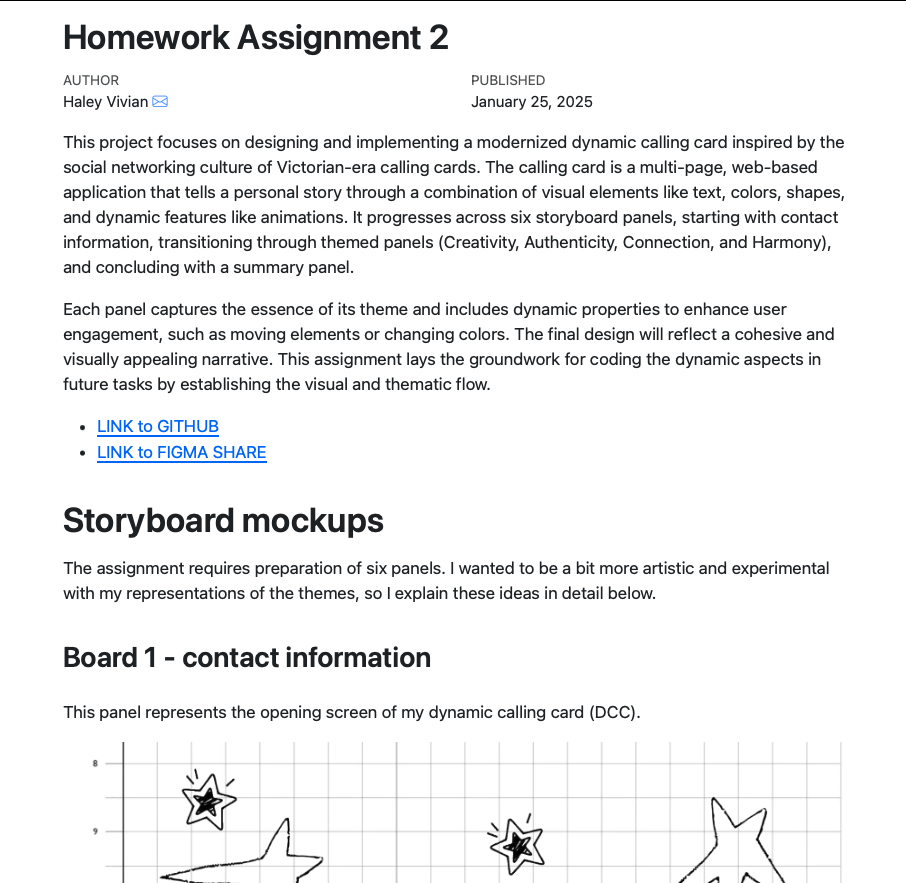 Homework Assignment 2
AUTHOR
PUBLISHED
Haley Vivian
January 25, 2025
This project focuses on designing and implementing a modernized dynamic calling card inspired by the
social networking culture of Victorian-era calling cards. The calling card is a multi-page, web-based
application that tells a personal story through a combination of visual elements like text, colors, shapes,
and dynamic features like animations. It progresses across six storyboard panels, starting with contact
information, transitioning through themed panels (Creativity, Authenticity, Connection, and Harmony),
and concluding with a summary panel.
Each panel captures the essence of its theme and includes dynamic properties to enhance user
engagement, such as moving elements or changing colors. The final design will reflect a cohesive and
visually appealing narrative. This assignment lays the groundwork for coding the dynamic aspects in
future tasks by establishing the visual and thematic flow.
• LINK to GITHUB
• LINK to FIGMA SHARE
Storyboard mockups
The assignment requires preparation of six panels. I wanted to be a bit more artistic and experimental
with my representations of the themes, so I explain these ideas in detail below.
Board 1 - contact information
This panel represents the opening screen of my dynamic calling card (DCC).
8
9